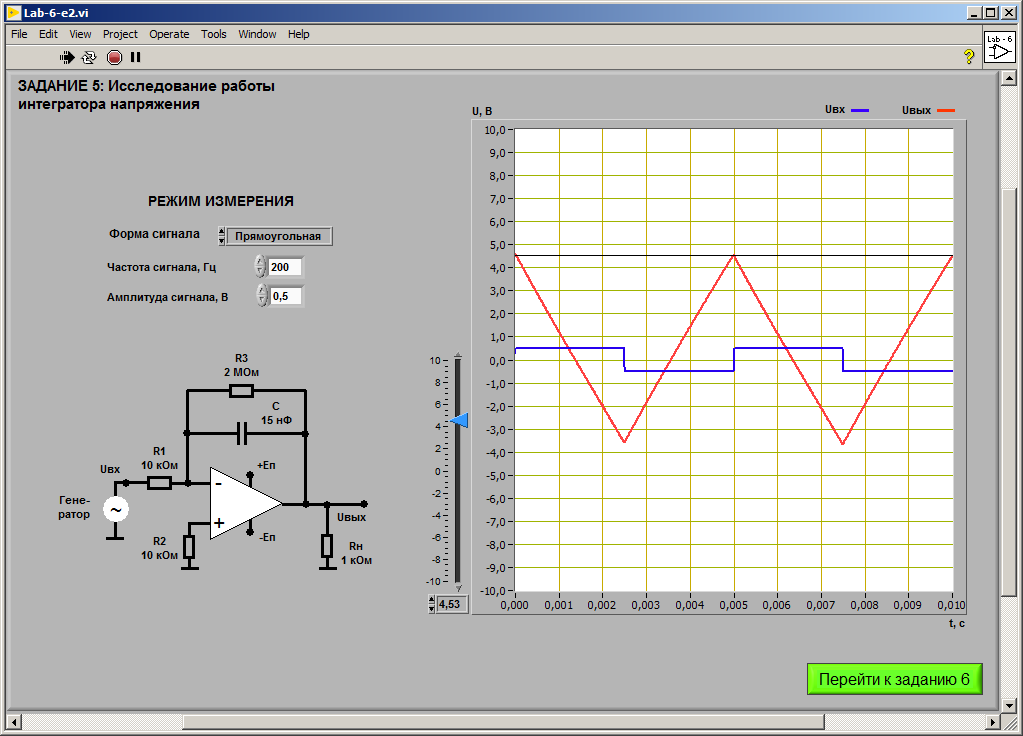 Lab-6-e2.vi
File Edit View Project Operate Tools Window Help
Lab - 6
?
ЗАДАНИЕ 5: Исследование работы
интегратора напряжения
РЕЖИМ ИЗМЕРЕНИЯ
Форма сигнала Прямоугольная
Частота сигнала, Гц 200
Амплитуда сигнала, В 0,5
R3
2 МОм
C
15 нФ
R1
10 кОм
Uвх
Гене-
ратор
~
-
+
+Eп
-Eп
R2
10 кОм
Uвых
Rн
1 кОм
10
8
6
4
2
0
-2
-4
-6
-8
-10
4,53
U, В
Uвх Uвых
10,0
9,0
8,0
7,0
6,0
5,0
4,0
3,0
2,0
1,0
0,0
-1,0
-2,0
-3,0
-4,0
-5,0
-6,0
-7,0
-8,0
-9,0
-10,0
0,000 0,001 0,002 0,003 0,004 0,005 0,006 0,007 0,008 0,009 0,010
t, c
Перейти к заданию 6